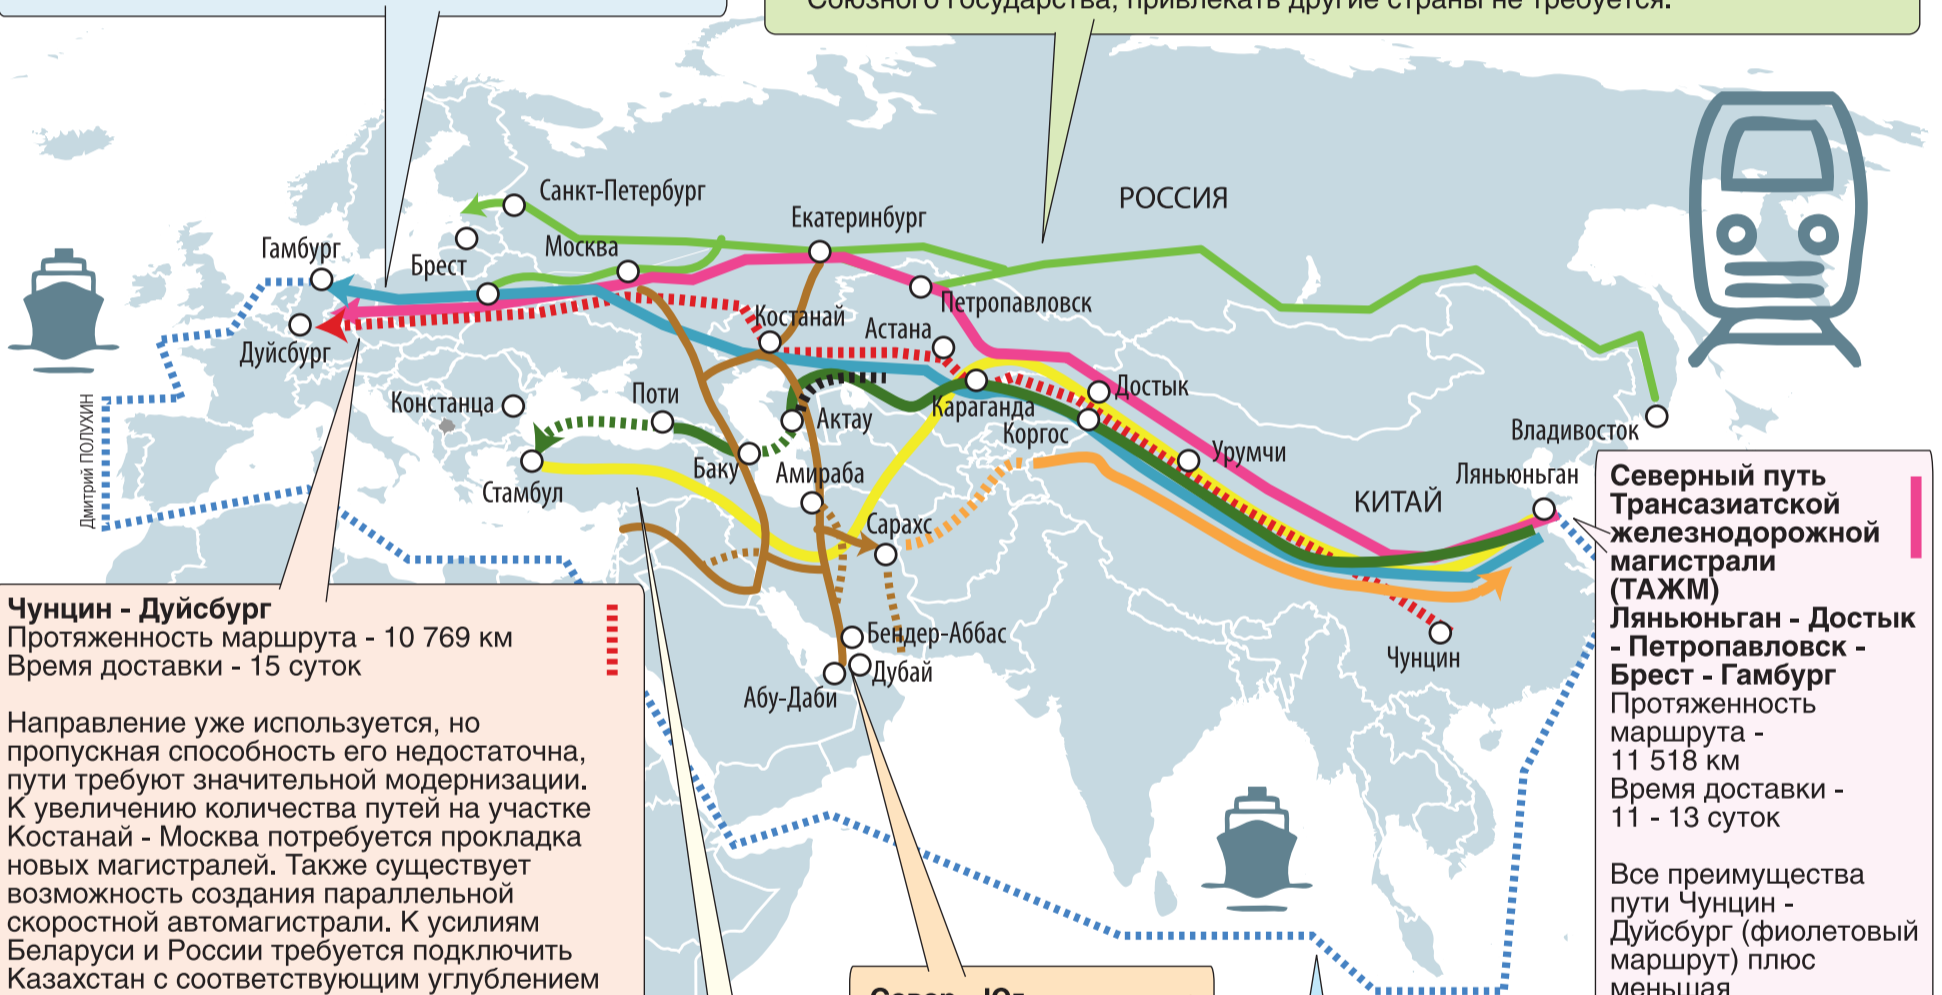 Союзного государства, привлекать другие страны не требуется.
Санкт-Петербург
РОССИЯ
Екатеринбург
Гамбург
Москва
Брест
Петропавловск
Костанай
Астана
Дуйсбург
Достык
Поти
Констанца
Караганда
Актау
Коргос
Владивосток
Урумчи
Баку
Амираба
Ляньюньган
Стамбул
КИТАЙ
Сарахс
Дмитрий ПОЛУХИН
Бендер-Аббас
Чунцин
Дубай
Абу-Даби
Чунцин - Дуйсбург
Протяженность маршрута - 10 769 км
Время доставки - 15 суток
Направление уже используется, но
пропускная способность его недостаточна,
пути требуют значительной модернизации.
К увеличению количества путей на участке
Костанай - Москва потребуется прокладка
новых магистралей. Также существует
возможность создания параллельной
скоростной автомагистрали. К усилиям
Беларуси и России требуется подключить
Казахстан с соответствующим углублением
Северный путь
Трансазиатской
железнодорожной
магистрали
(ТАЖМ)
Ляньюньган - Достык
- Петропавловск -
Брест - Гамбург
Протяженность
маршрута -
11 518 км
Время доставки -
11 - 13 суток
Все преимущества
пути Чунцин -
Дуйсбург (фиолетовый
маршрут) плюс
меньшая
Север - Юг